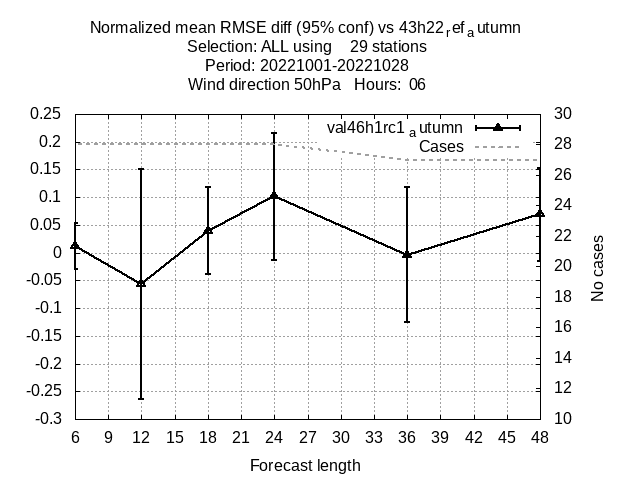 Normalized mean RMSE diff (95% conf) vs 43h22refautumn
Selection: ALL using 29 stations
Period: 20221001-20221028
Wind direction 50hPa Hours: 06
val46h1rc1autumn
Cases
0.25
0.2
0.15
0.1
0.05
0
-0.05
-0.1
-0.15
-0.2
-0.25
-0.3
30
28
26
24
22
20
18
16
14
12
10
No cases
6 9 12 15 18 21 24 27 30 33 36 39 42 45 48
Forecast length